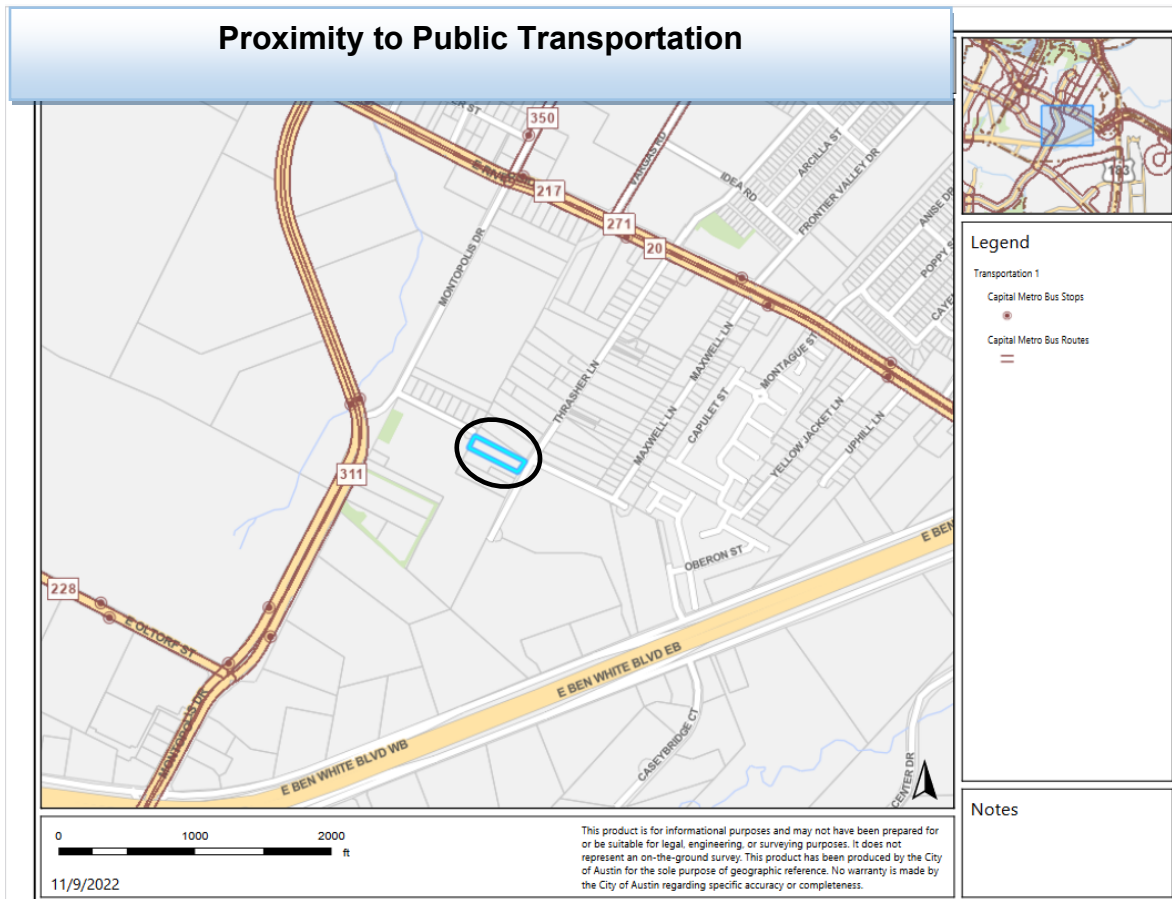 Proximity to Public Transportation
350
217
271
20
311
228
183
MONTOPOLIS DR
VARGAS RD
IDEA RD
ARCILLA ST
FRONTIER VALLEY DR
ANISE DR
THRASHER LN
MAXWELL LN
MAXWELL LN
MONTAGUE ST
CAPULET ST
YELLOW JACKET LN
UPHILL LN
OBERON ST
E OLTORF ST
MONTOPOLIS DR
E BEN WHITE BLVD WB
E BEN WHITE BLVD EB
E BEN
CASEYBRIDGE CT
CENTER DR
Legend
Transportation 1
Capital Metro Bus Stops
Capital Metro Bus Routes
Notes
0 1000 2000
ft
11/9/2022
This product is for informational purposes and may not have been prepared for
or be suitable for legal, engineering, or surveying purposes. It does not
represent an on-the-ground survey. This product has been produced by the City
of Austin for the sole purpose of geographic reference. No warranty is made by
the City of Austin regarding specific accuracy or completeness.